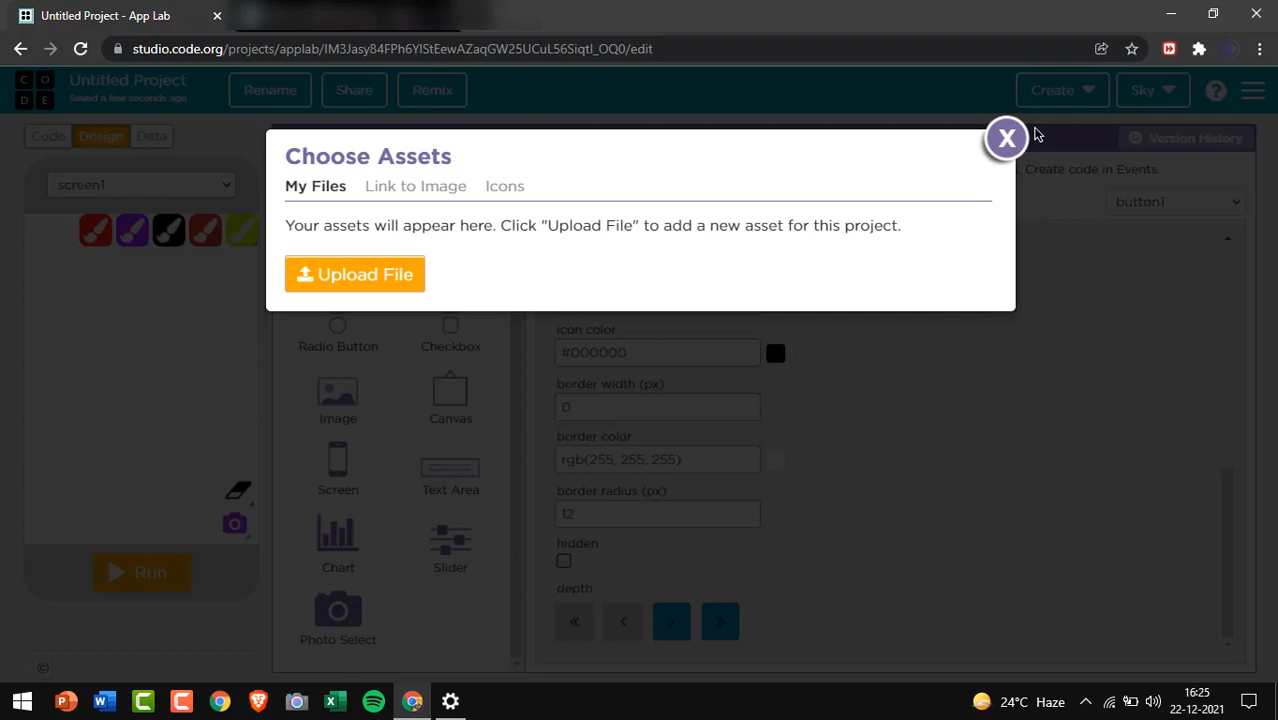 Untitled Project - App Lab
studio.code.org/projects/applab/IM3Jasy84FPh6YlStEewAZaqGW25UCuL56Siqtl_OQ0/edit
C O
D E
Untitled Project
Saved a few seconds ago
Rename
Share
Remix
Create
Sky
?
Code
Design
Data
Version History
Choose Assets
X
. Create code in Events.
My Files
Link to Image
Icons
screen1
button1
Your assets will appear here. Click "Upload File" to add a new asset for this project.
Upload File
Radio Button
Checkbox
icon color
#000000
border width (px)
0
Image
Canvas
border color
rgb(255, 255, 255)
Screen
Text Area
border radius (px)
12
hidden
Chart
Slider
Run
depth
Photo Select
©
24°C Haze
16:25
22-12-2021